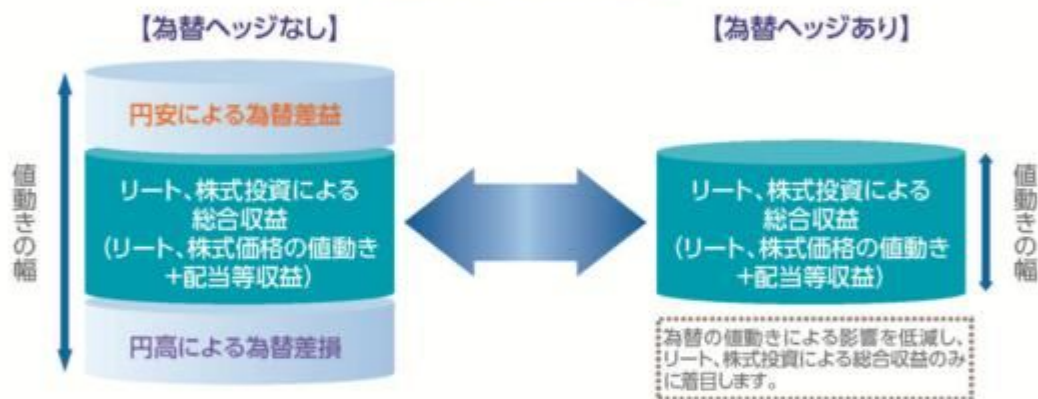 【為替ヘッジなし】
【為替ヘッジあり】
値動きの幅
円安による為替差益
リート、株式投資による
総合収益
(リート、株式価格の値動き
+配当等収益)
円高による為替差損
リート、株式投資による
総合収益
(リート、株式価格の値動き
+配当等収益)
値動きの幅
為替の値動きによる影響を低減し、
リート、株式投資による総合収益のみ
に着目します。